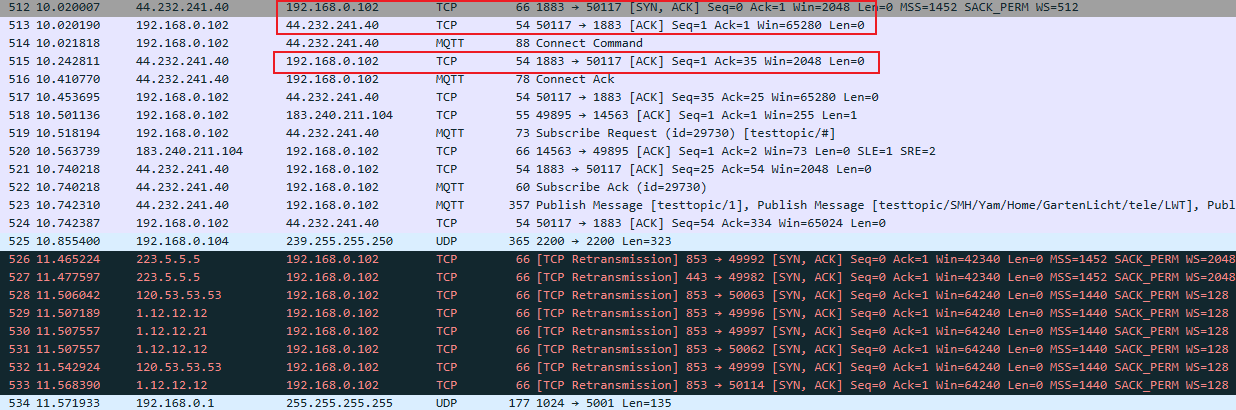 512 10.020007 44.232.241.40 192.168.0.102 TCP 66 1883 → 50117 [SYN, ACK] Seq=0 Ack=1 Win=2048 Len=0 MSS=1452 SACK_PERM WS=512
513 10.020190 192.168.0.102 44.232.241.40 TCP 54 50117 → 1883 [ACK] Seq=1 Ack=1 Win=65280 Len=0
514 10.021818 192.168.0.102 44.232.241.40 MQTT 88 Connect Command
515 10.242811 44.232.241.40 192.168.0.102 TCP 54 1883 → 50117 [ACK] Seq=1 Ack=35 Win=2048 Len=0
516 10.410770 44.232.241.40 192.168.0.102 MQTT 78 Connect Ack
517 10.453695 192.168.0.102 44.232.241.40 TCP 54 50117 → 1883 [ACK] Seq=35 Ack=25 Win=65280 Len=0
518 10.501136 192.168.0.102 183.240.211.104 TCP 55 49895 → 14563 [ACK] Seq=1 Ack=1 Win=255 Len=1
519 10.518194 192.168.0.102 44.232.241.40 MQTT 73 Subscribe Request (id=29730) [testtopic/#]
520 10.563739 183.240.211.104 192.168.0.102 TCP 66 14563 → 49895 [ACK] Seq=1 Ack=2 Win=73 Len=0 SLE=1 SRE=2
521 10.740218 44.232.241.40 192.168.0.102 TCP 54 1883 → 50117 [ACK] Seq=25 Ack=54 Win=2048 Len=0
522 10.740218 44.232.241.40 192.168.0.102 MQTT 60 Subscribe Ack (id=29730)
523 10.742310 44.232.241.40 192.168.0.102 MQTT 357 Publish Message [testtopic/1], Publish Message [testtopic/SMH/Yam/Home/GartenLicht/tele/LWT], Publ
524 10.742387 192.168.0.102 44.232.241.40 TCP 54 50117 → 1883 [ACK] Seq=54 Ack=334 Win=65024 Len=0
525 10.855400 192.168.0.104 239.255.255.250 UDP 365 2200 → 2200 Len=323
526 11.465224 223.5.5.5 192.168.0.102 TCP 66 [TCP Retransmission] 853 → 49992 [SYN, ACK] Seq=0 Ack=1 Win=42340 Len=0 MSS=1452 SACK_PERM WS=2048
527 11.477597 223.5.5.5 192.168.0.102 TCP 66 [TCP Retransmission] 443 → 49982 [SYN, ACK] Seq=0 Ack=1 Win=42340 Len=0 MSS=1452 SACK_PERM WS=2048
528 11.506042 120.53.53.53 192.168.0.102 TCP 66 [TCP Retransmission] 853 → 50063 [SYN, ACK] Seq=0 Ack=1 Win=64240 Len=0 MSS=1440 SACK_PERM WS=128
529 11.507189 1.12.12.12 192.168.0.102 TCP 66 [TCP Retransmission] 853 → 49996 [SYN, ACK] Seq=0 Ack=1 Win=64240 Len=0 MSS=1440 SACK_PERM WS=128
530 11.507557 1.12.12.21 192.168.0.102 TCP 66 [TCP Retransmission] 853 → 49997 [SYN, ACK] Seq=0 Ack=1 Win=64240 Len=0 MSS=1440 SACK_PERM WS=128
531 11.507557 1.12.12.12 192.168.0.102 TCP 66 [TCP Retransmission] 853 → 50062 [SYN, ACK] Seq=0 Ack=1 Win=64240 Len=0 MSS=1440 SACK_PERM WS=128
532 11.542924 120.53.53.53 192.168.0.102 TCP 66 [TCP Retransmission] 853 → 49999 [SYN, ACK] Seq=0 Ack=1 Win=64240 Len=0 MSS=1440 SACK_PERM WS=128
533 11.568390 1.12.12.12 192.168.0.102 TCP 66 [TCP Retransmission] 853 → 50114 [SYN, ACK] Seq=0 Ack=1 Win=64240 Len=0 MSS=1440 SACK_PERM WS=128
534 11.571933 192.168.0.1 255.255.255.255 UDP 177 1024 → 5001 Len=135